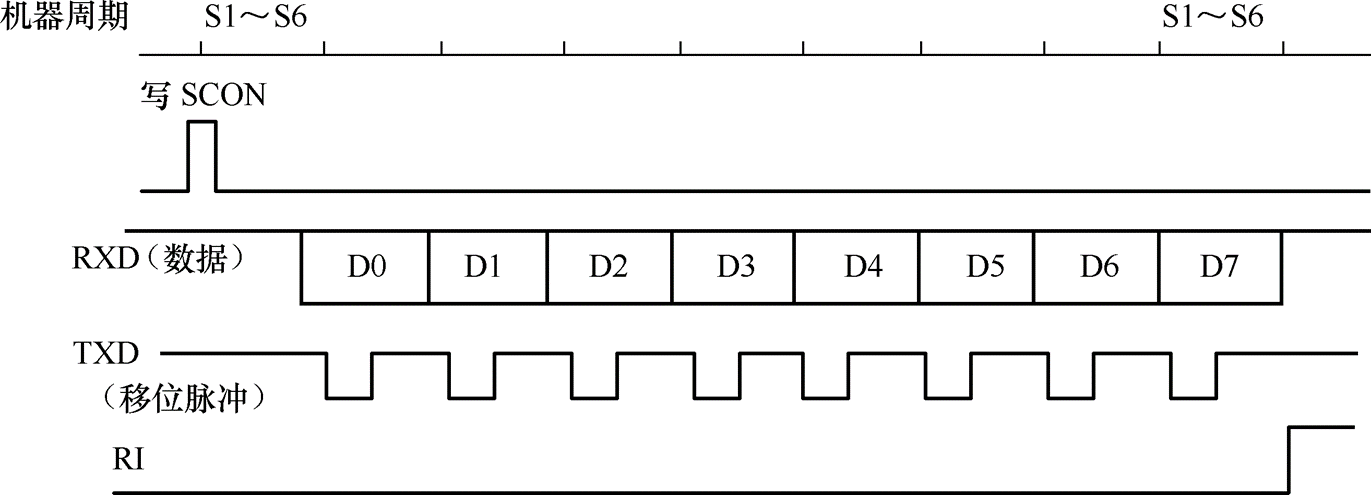 机器周期 S1～S6 S1～S6
写 SCON
RXD（数据） D0 D1 D2 D3 D4 D5 D6 D7
TXD
（移位脉冲）
RI